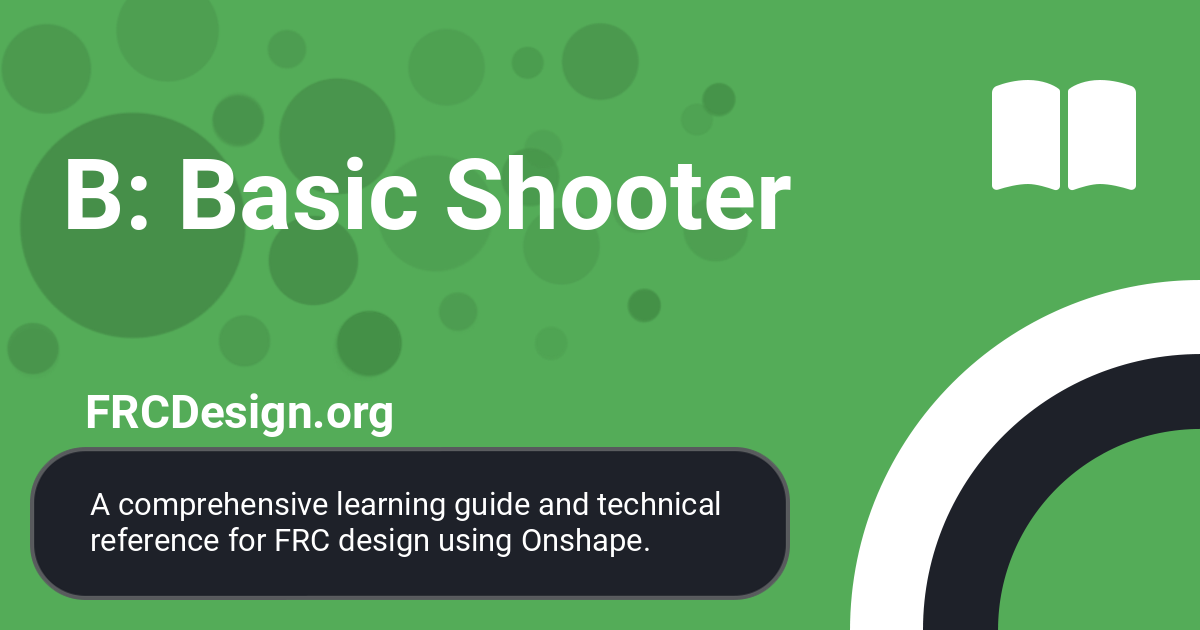 B: Basic Shooter
FRCDesign.org
A comprehensive learning guide and technical
reference for FRC design using Onshape.